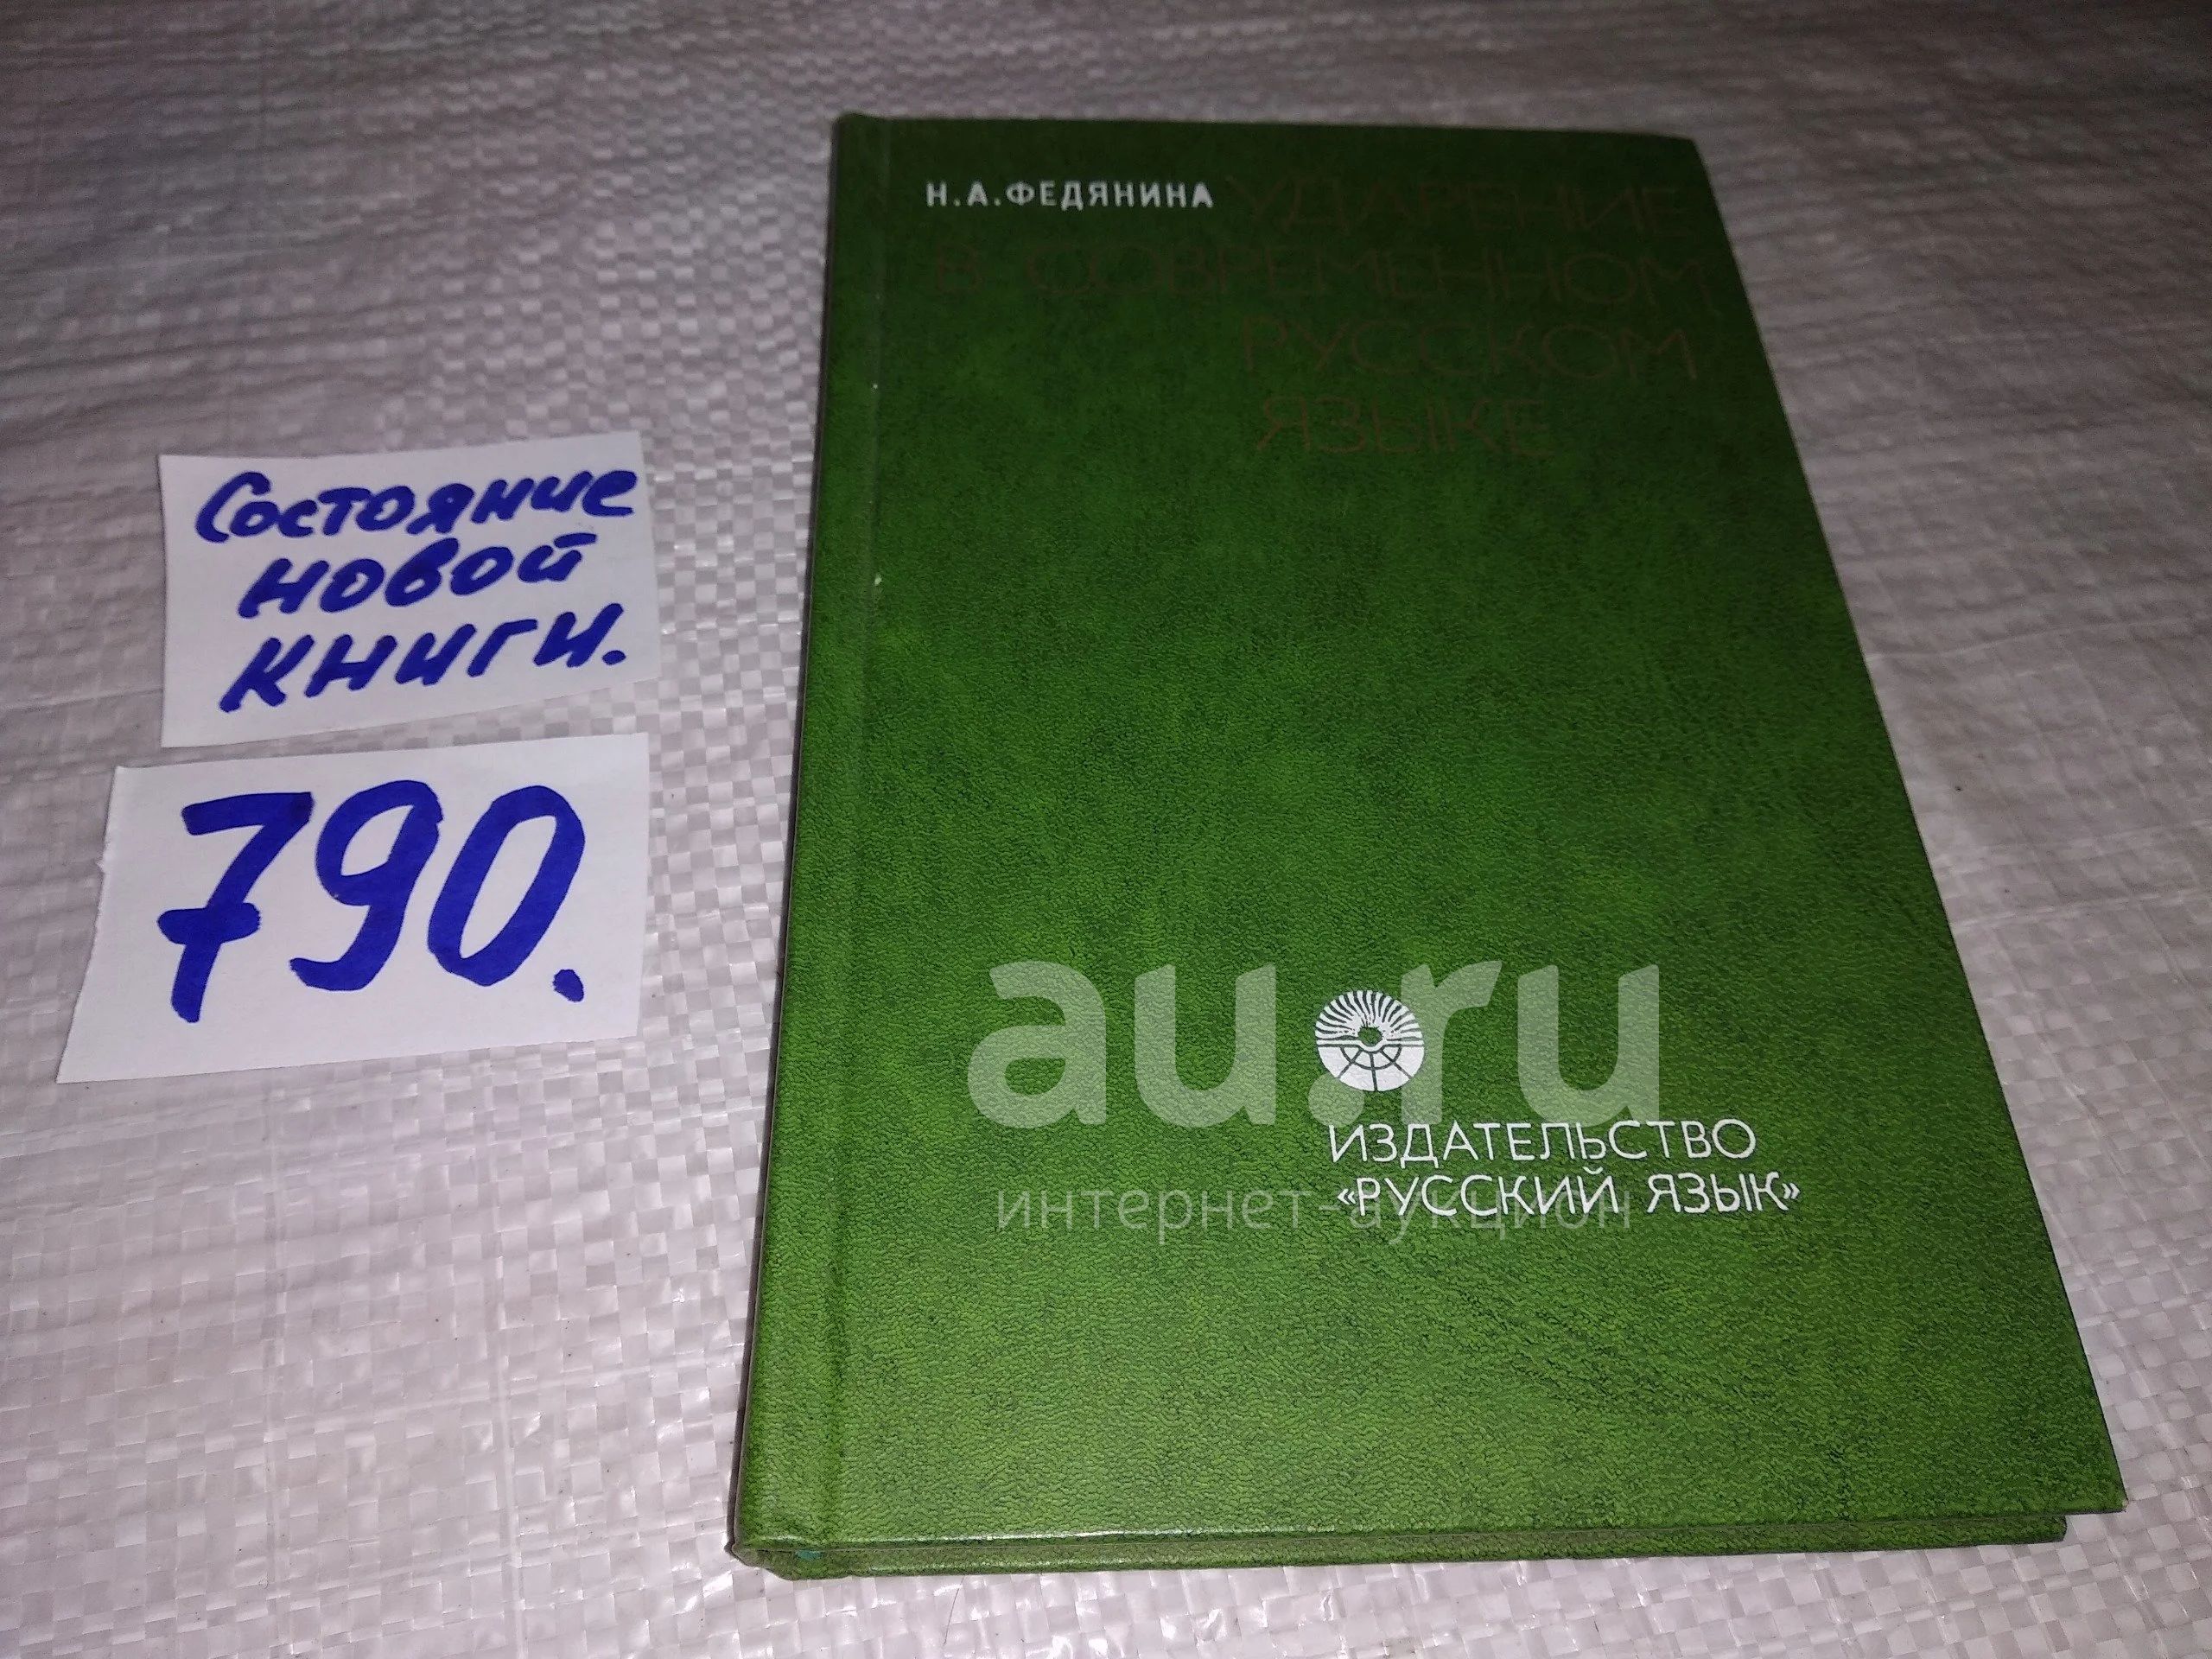 Н.А.ФЕДЯНИНА УДАРЕНИЕ
В СОВРЕМЕННОМ
РУССКОМ
ЯЗЫКЕ
Состояние
новой
книги.
790.
au.ru
ИЗДАТЕЛЬСТВО
«РУССКИЙ ЯЗЫК»
интернет-аукцион